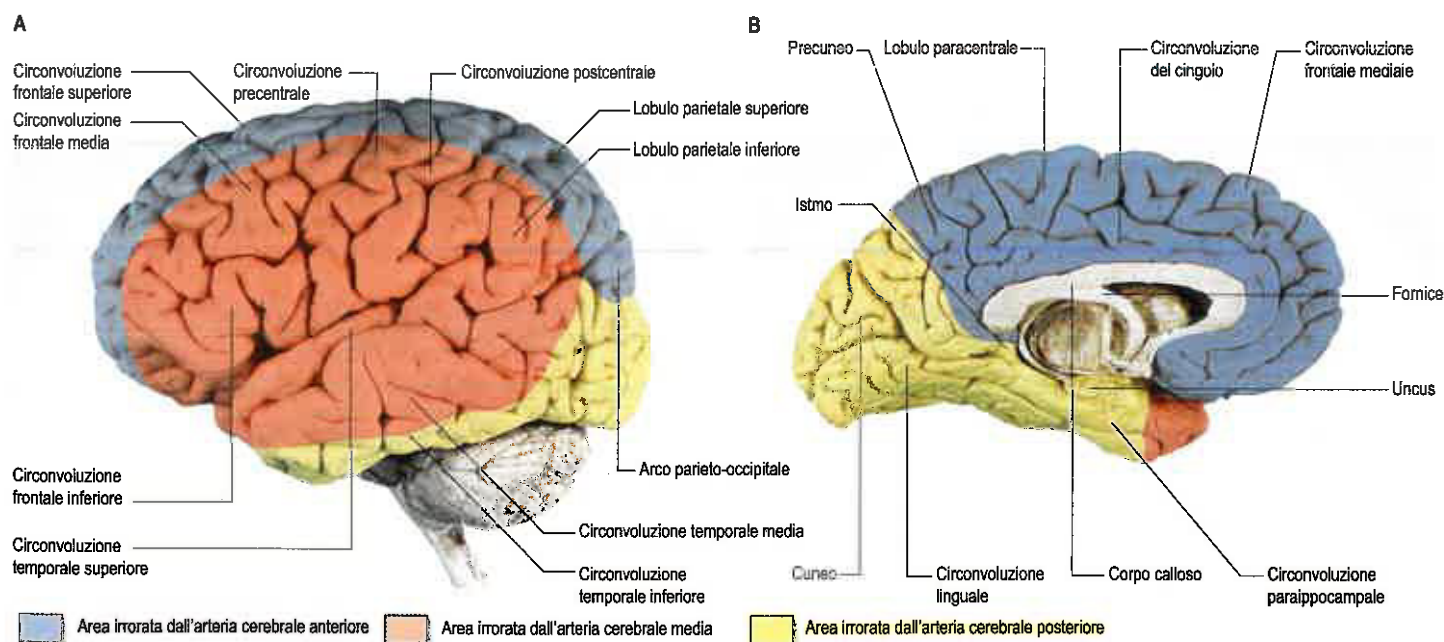 A
Circonvoluzione
frontale superiore
Circonvoluzione
frontale media
Circonvoluzione
precentrale
Circonvoluzione postcentrale
Lobulo parietale superiore
Lobulo parietale inferiore
Circonvoluzione
frontale inferiore
Circonvoluzione
temporale superiore
Arco parieto-occipitale
Circonvoluzione temporale media
Circonvoluzione
temporale inferiore
B
Precuneo
Lobulo paracentrale
Circonvoluzione
del cingolo
Circonvoluzione
frontale mediale
Istmo
Fornice
Uncus
Cuneo
Circonvoluzione
linguale
Corpo calloso
Circonvoluzione
paraippocampale
Area irrorata dall'arteria cerebrale anteriore
Area irrorata dall'arteria cerebrale media
Area irrorata dall'arteria cerebrale posteriore